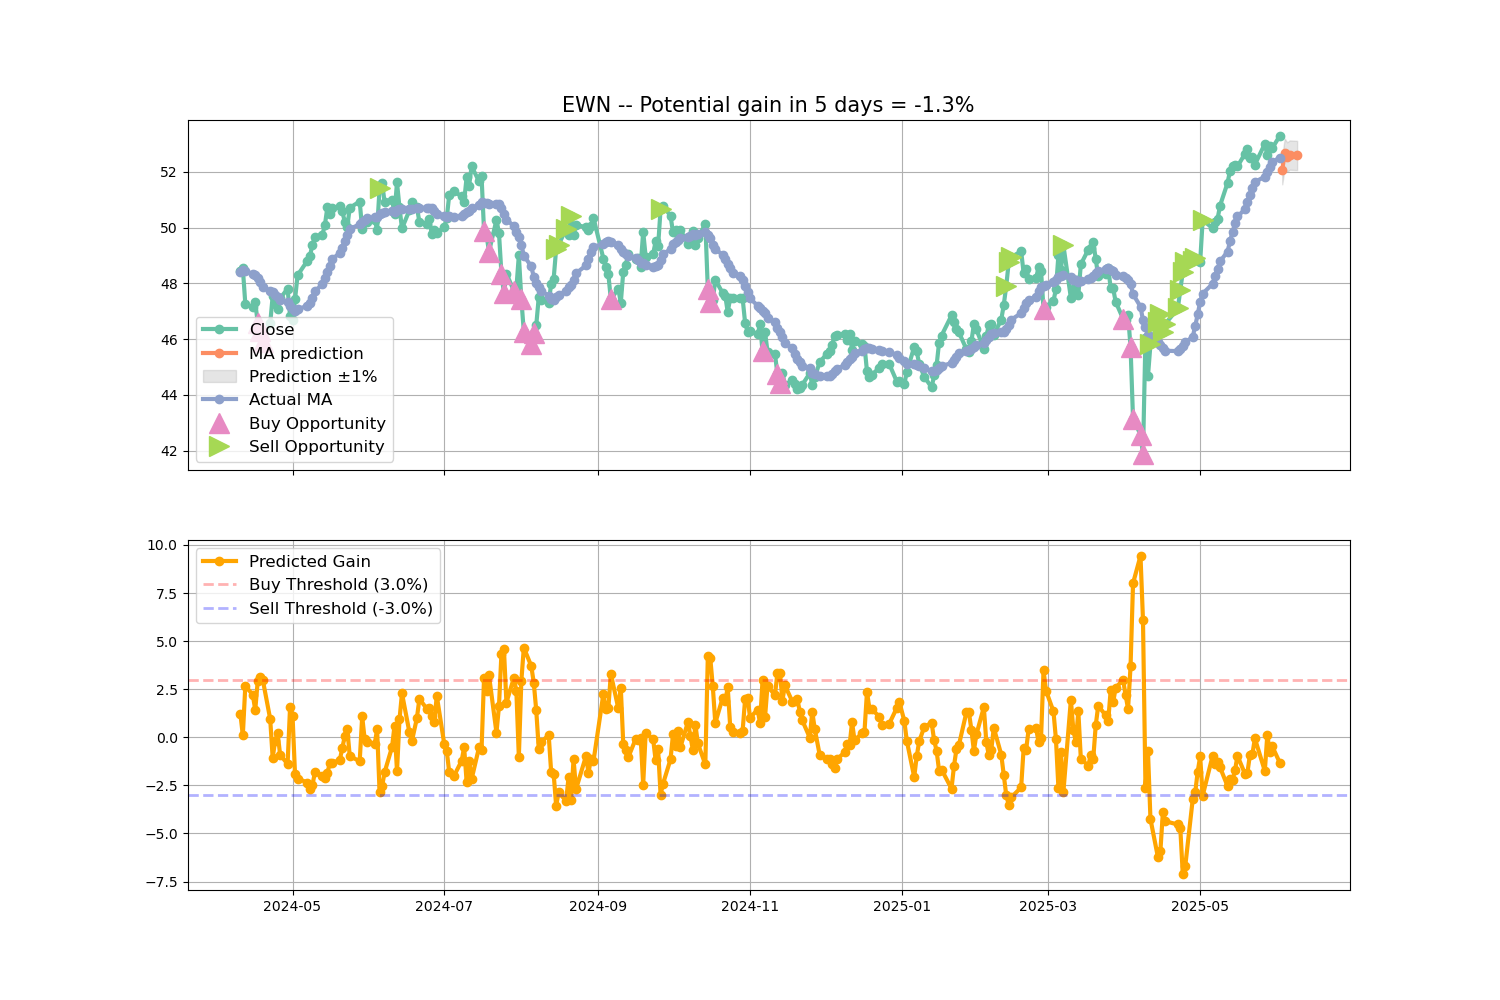 EWN -- Potential gain in 5 days = -1.3%
52
50
48
46
44
42
Close
MA prediction
Prediction ±1%
Actual MA
Buy Opportunity
Sell Opportunity
10.0
7.5
5.0
2.5
0.0
−2.5
−5.0
−7.5
Predicted Gain
Buy Threshold (3.0%)
Sell Threshold (-3.0%)
2024-05 2024-07 2024-09 2024-11 2025-01 2025-03 2025-05